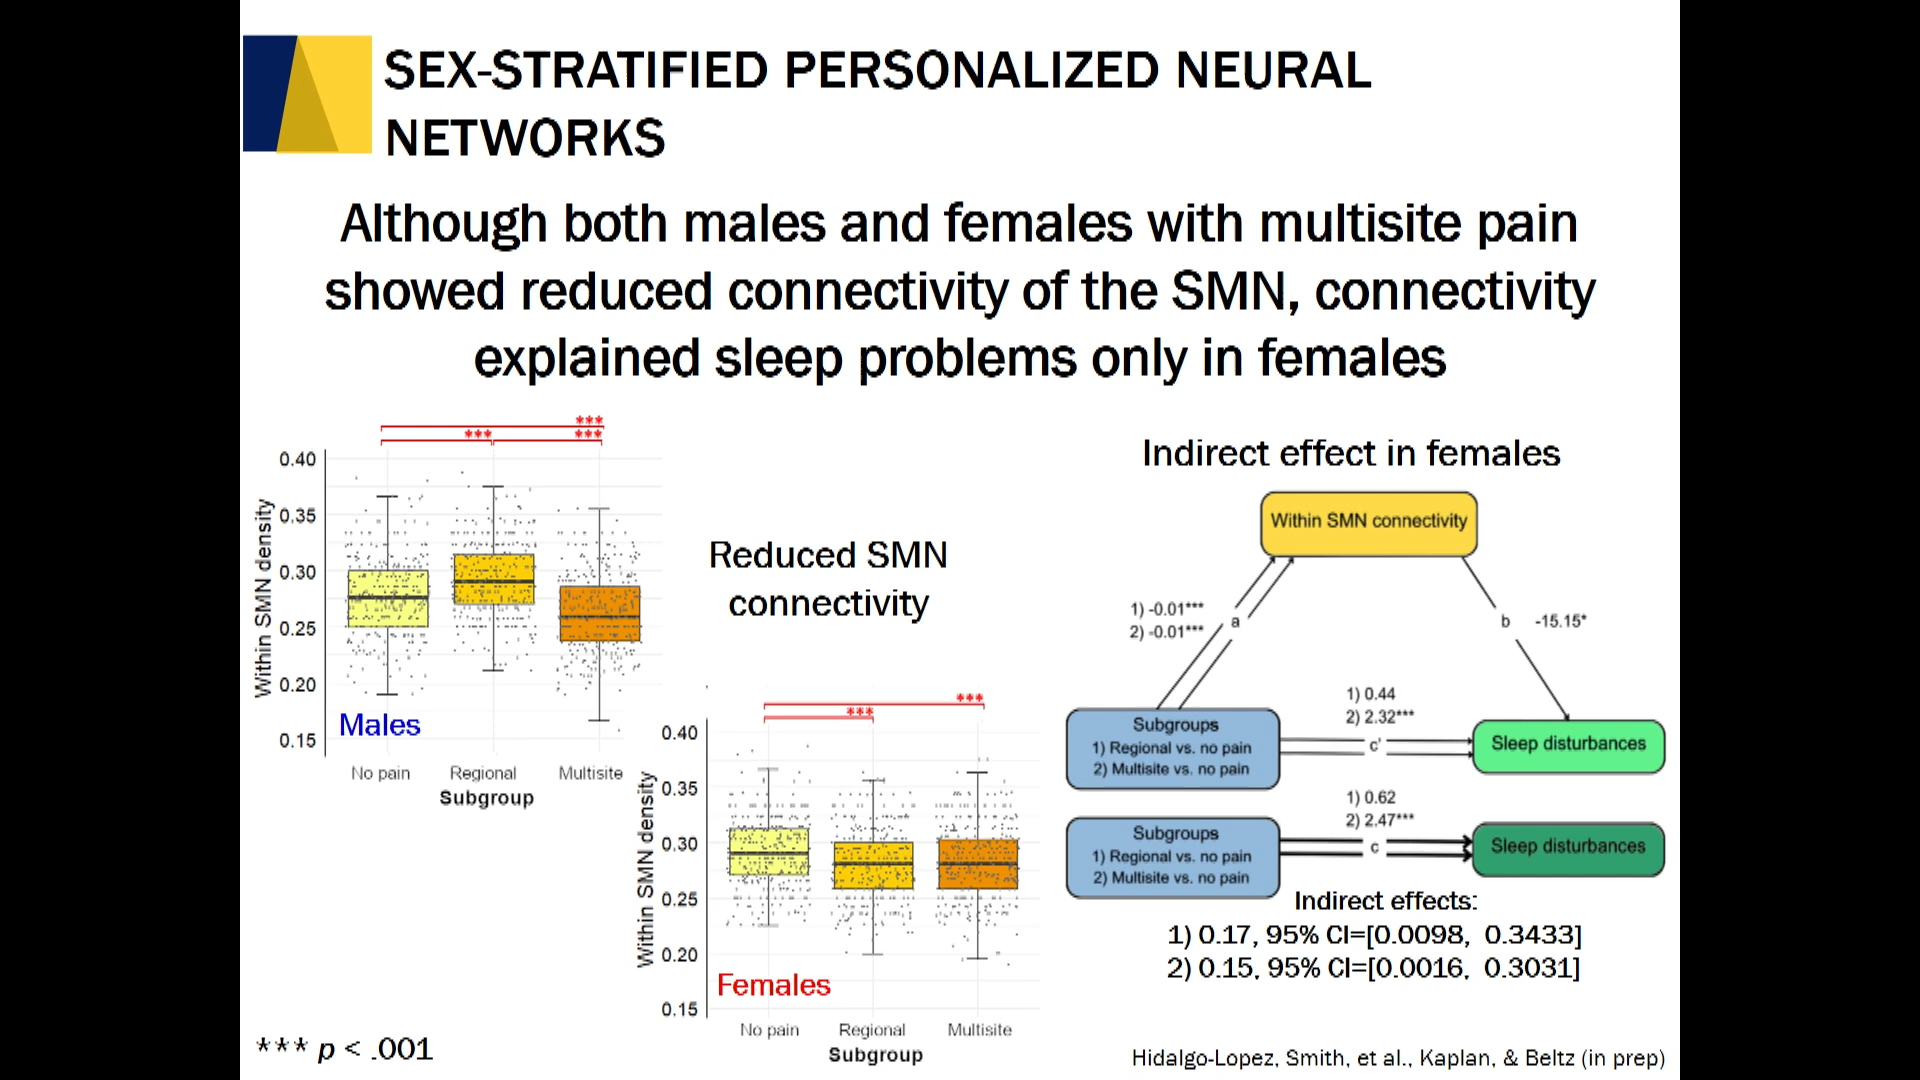 SEX-STRATIFIED PERSONALIZED NEURAL
NETWORKS
Although both males and females with multisite pain
showed reduced connectivity of the SMN, connectivity
explained sleep problems only in females
***
*** ***
0.40
0.35
0.30
0.25
0.20
0.15
Within SMN density
Males
No pain Regional Multisite
Subgroup
Reduced SMN
connectivity
***
***
0.40
0.35
0.30
0.25
0.20
0.15
Within SMN density
Females
No pain Regional Multisite
Subgroup
Indirect effect in females
Within SMN connectivity
1) -0.01***
2) -0.01***
a
b -15.15*
Subgroups
1) Regional vs. no pain
2) Multisite vs. no pain
1) 0.44
2) 2.32***
c'
Sleep disturbances
Subgroups
1) Regional vs. no pain
2) Multisite vs. no pain
1) 0.62
2) 2.47***
c
Sleep disturbances
Indirect effects:
1) 0.17, 95% CI=[0.0098, 0.3433]
2) 0.15, 95% CI=[0.0016, 0.3031]
*** p < .001
Hidalgo-Lopez, Smith, et al., Kaplan, & Beltz (in prep)